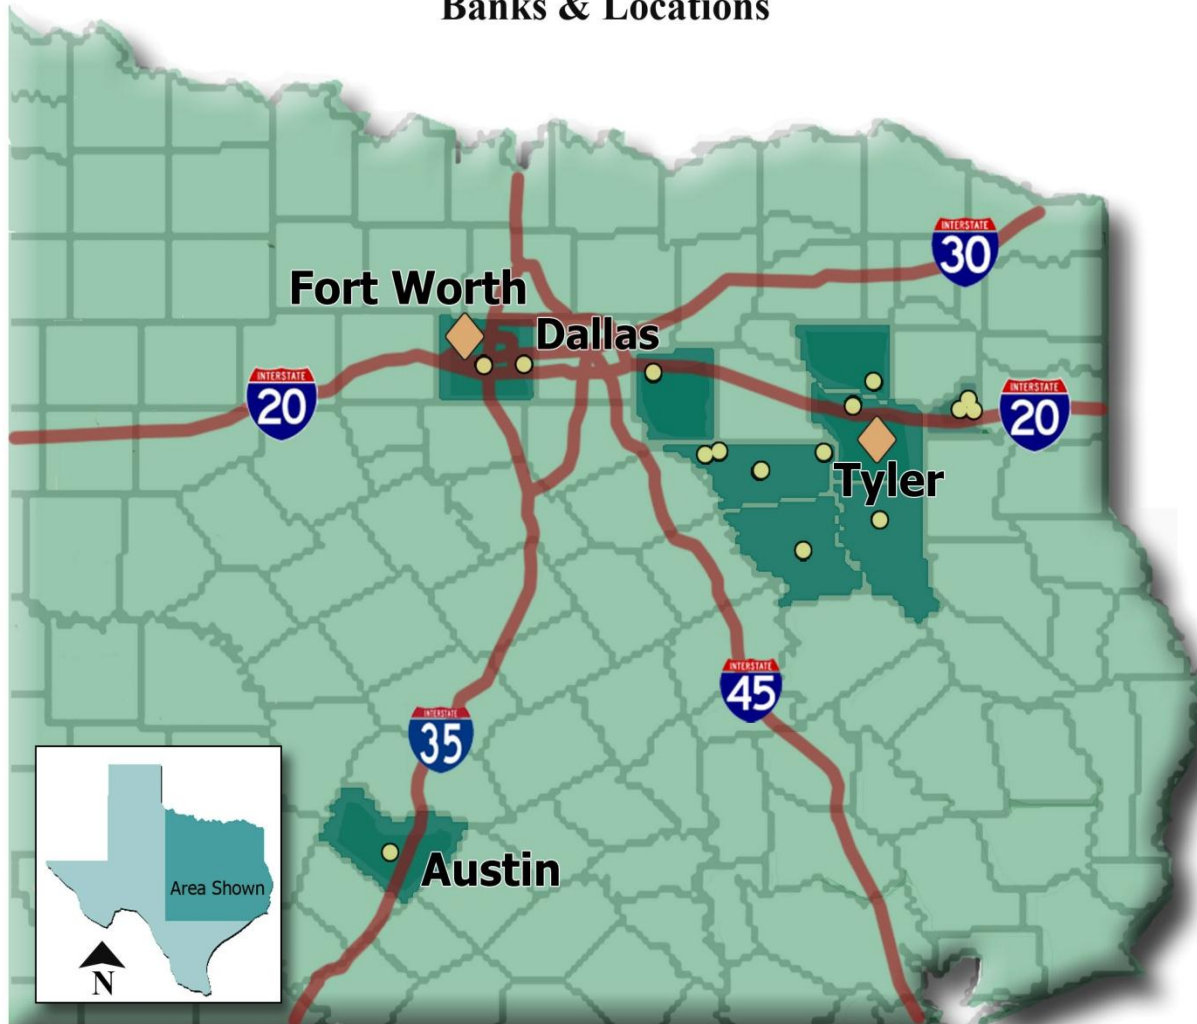 Banks & Locations
INTERSTATE
30
Fort Worth
Dallas
INTERSTATE
20
INTERSTATE
20
Tyler
INTERSTATE
45
INTERSTATE
35
Austin
Area Shown
N